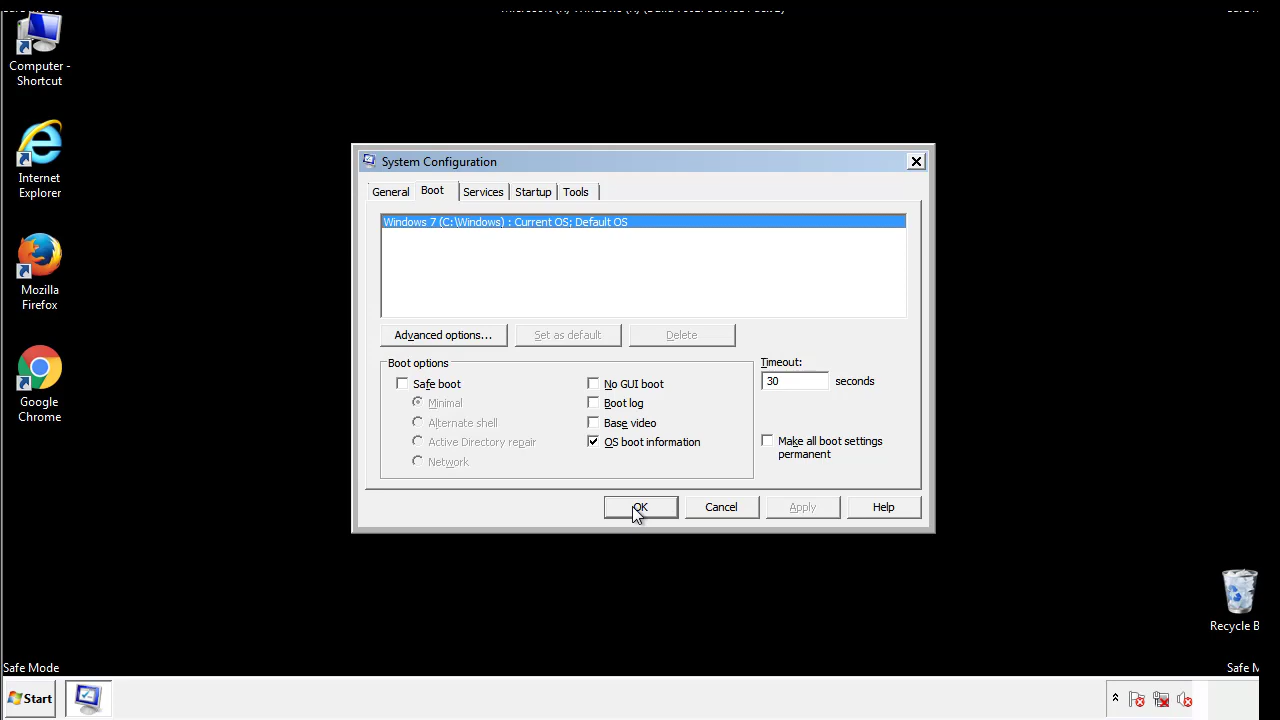 Computer -
Shortcut
Internet
Explorer
Mozilla
Firefox
Google
Chrome
System Configuration
General
Boot
Services
Startup
Tools
Windows 7 (C:\Windows) : Current OS; Default OS
Advanced options...
Set as default
Delete
Boot options
Safe boot
Minimal
Alternate shell
Active Directory repair
Network
No GUI boot
Boot log
Base video
OS boot information
Timeout:
30 seconds
Make all boot settings
permanent
OK
Cancel
Apply
Help
Recycle B
Safe Mode
Safe M
Start